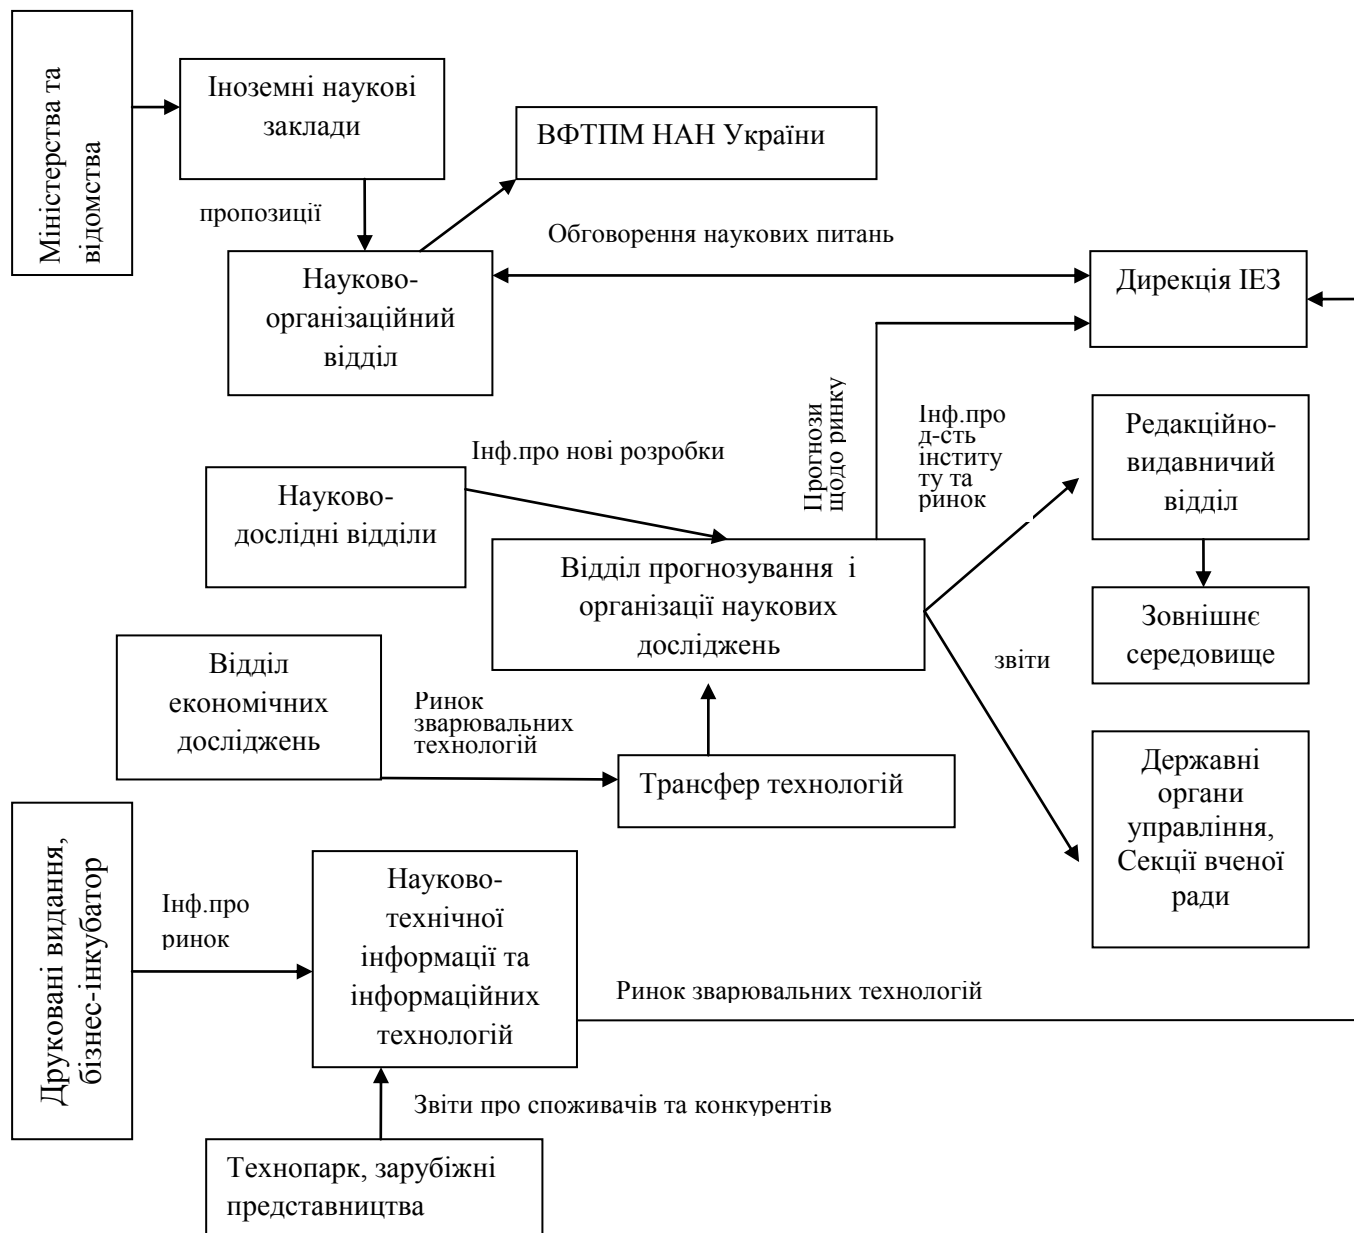 Міністерства та
відомства
Іноземні наукові
заклади
ВФТПМ НАН України
пропозиції
Обговорення наукових питань
Науково-
організаційний
відділ
Дирекція ІЕЗ
Прогнози
щодо ринку
Інф.про
д-сть
інститу
ту та
ринок
Редакційно-
видавничий
відділ
Інф.про нові розробки
Науково-
дослідні відділи
Відділ прогнозування і
організації наукових
досліджень
Зовнішнє
середовище
звіти
Відділ
економічних
досліджень
Ринок
зварювальних
технологій
Трансфер технологій
Державні
органи
управління,
Секції вченої
ради
Друковані видання,
бізнес-інкубатор
Інф.про
ринок
Науково-
технічної
інформації та
інформаційних
технологій
Ринок зварювальних технологій
Звіти про споживачів та конкурентів
Технопарк, зарубіжні
представництва